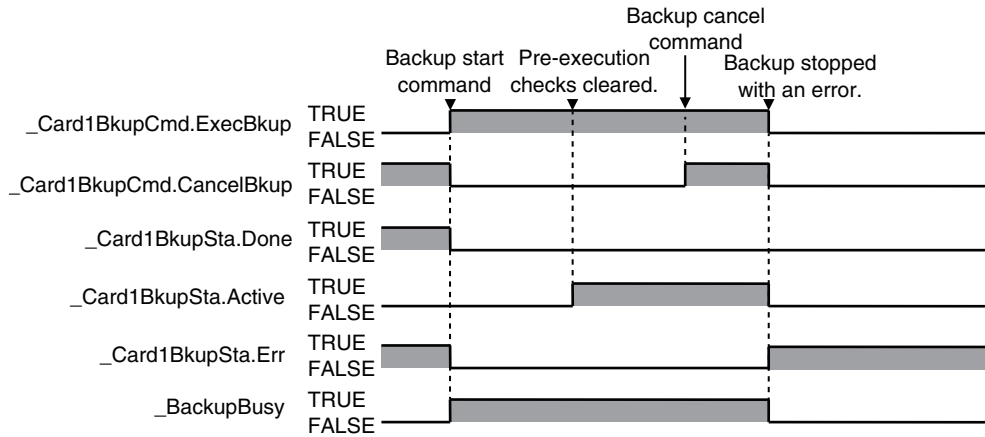 Backup cancel
command
Backup start
command
Pre-execution
checks cleared.
Backup stopped
with an error.
_Card1BkupCmd.ExecBkup
TRUE
FALSE
_Card1BkupCmd.CancelBkup
TRUE
FALSE
_Card1BkupSta.Done
TRUE
FALSE
_Card1BkupSta.Active
TRUE
FALSE
_Card1BkupSta.Err
TRUE
FALSE
_BackupBusy
TRUE
FALSE